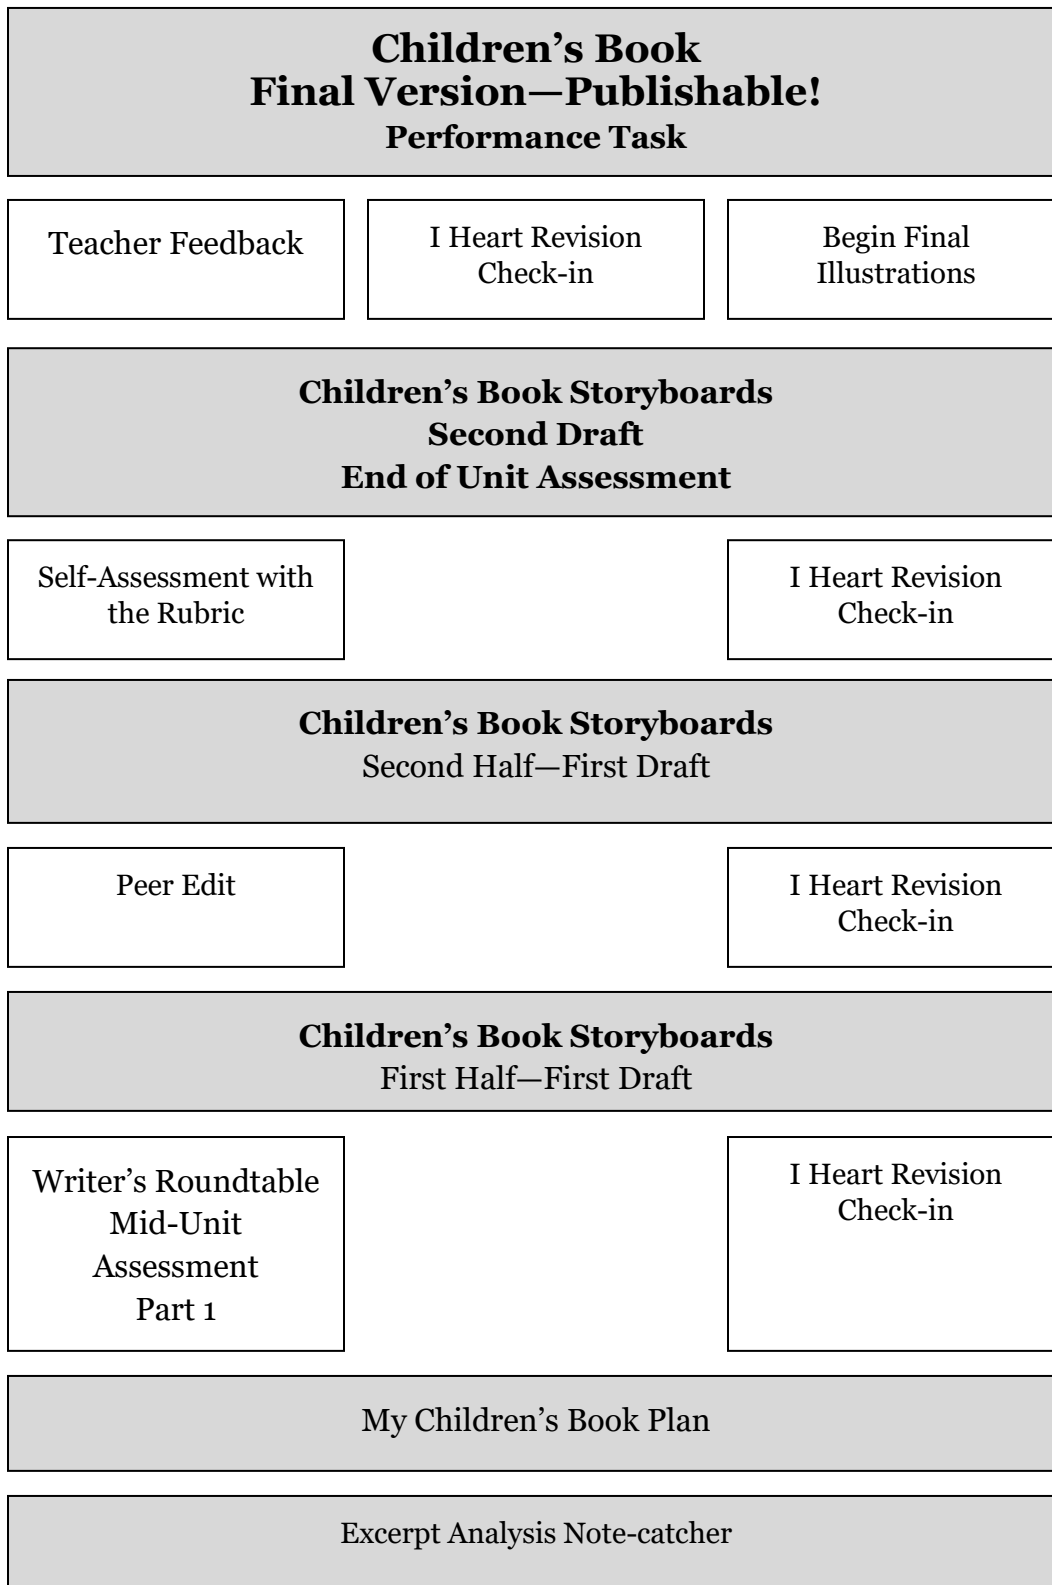 Children’s Book
Final Version—Publishable!
Performance Task
Teacher Feedback
I Heart Revision
Check-in
Begin Final
Illustrations
Children’s Book Storyboards
Second Draft
End of Unit Assessment
Self-Assessment with
the Rubric
I Heart Revision
Check-in
Children’s Book Storyboards
Second Half—First Draft
Peer Edit
I Heart Revision
Check-in
Children’s Book Storyboards
First Half—First Draft
Writer’s Roundtable
Mid-Unit
Assessment
Part 1
I Heart Revision
Check-in
My Children’s Book Plan
Excerpt Analysis Note-catcher